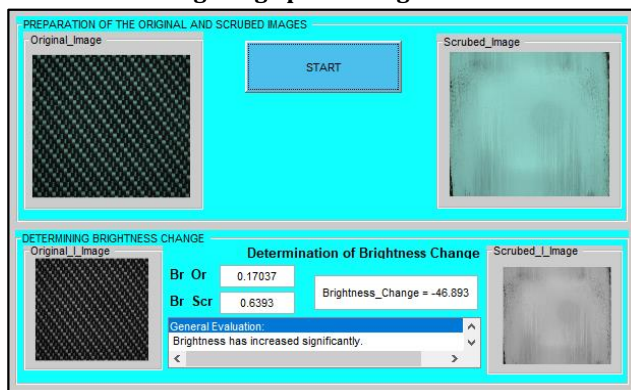 PREPARATION OF THE ORIGINAL AND SCRUBED IMAGES
Original_Image
START
Scrubed_Image
DETERMINING BRIGHTNESS CHANGE
Original_I_Image
Determination of Brightness Change
Scrubed_I_Image
Br Or
0.17037
Br Scr
0.6393
Brightness_Change = -46.893
General Evaluation:
Brightness has increased significantly.